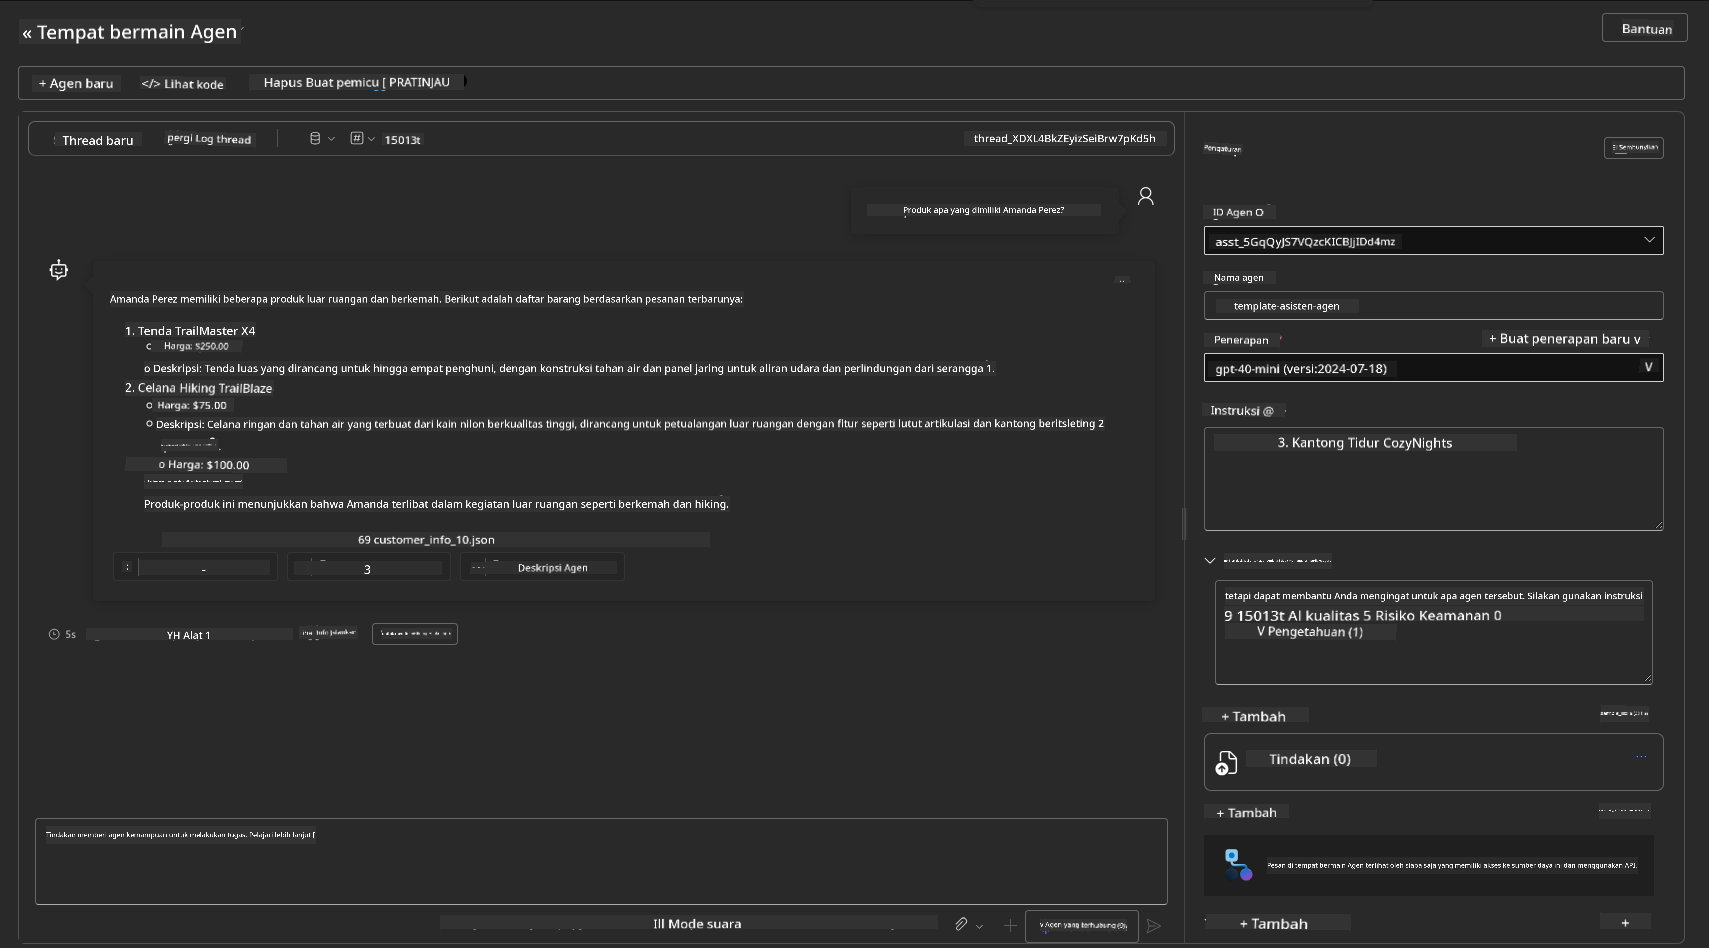 « Tempat bermain Agen
Bantuan
+ Agen baru
</> Lihat kode
Hapus Buat pemicu [ PRATINJAU
Thread baru
pergi Log thread
15013t
thread_XDXL4BkZEyizSeiBrw7pKd5h
Produk apa yang dimiliki Amanda Perez?
Amanda Perez memiliki beberapa produk luar ruangan dan berkemah. Berikut adalah daftar barang berdasarkan pesanan terbarunya:
1. Tenda TrailMaster X4
Harga: $250.00
o Deskripsi: Tenda luas yang dirancang untuk hingga empat penghuni, dengan konstruksi tahan air dan panel jaring untuk aliran udara dan perlindungan dari serangga 1.
2. Celana Hiking TrailBlaze
o Harga: $75.00
o Deskripsi: Celana ringan dan tahan air yang terbuat dari kain nilon berkualitas tinggi, dirancang untuk petualangan luar ruangan dengan fitur seperti lutut artikulasi dan kantong beritsleting 2
o Harga: $100.00
Produk-produk ini menunjukkan bahwa Amanda terlibat dalam kegiatan luar ruangan seperti berkemah dan hiking.
69 customer_info_10.json
-
3
Deskripsi Agen
5s
YH Alat 1
Tindakan memberi agen kemampuan untuk melakukan tugas. Pelajari lebih lanjut [
Ill Mode suara
v Agen yang terhubung (0)
Pengaturan
Sembunyikan
ID Agen O
asst_5GqQyJS7VQzcKICBJjIDd4mz
Nama agen
template-asisten-agen
Penerapan
+ Buat penerapan baru v
gpt-40-mini (versi:2024-07-18)
V
Instruksi @
3. Kantong Tidur CozyNights
tetapi dapat membantu Anda mengingat untuk apa agen tersebut. Silakan gunakan instruksi
9 15013t Al kualitas 5 Risiko Keamanan 0
V Pengetahuan (1)
+ Tambah
Tindakan (0)
...
+ Tambah
Pesan di tempat bermain Agen terlihat oleh siapa saja yang memiliki akses ke sumber daya ini dan menggunakan API.
+ Tambah
+